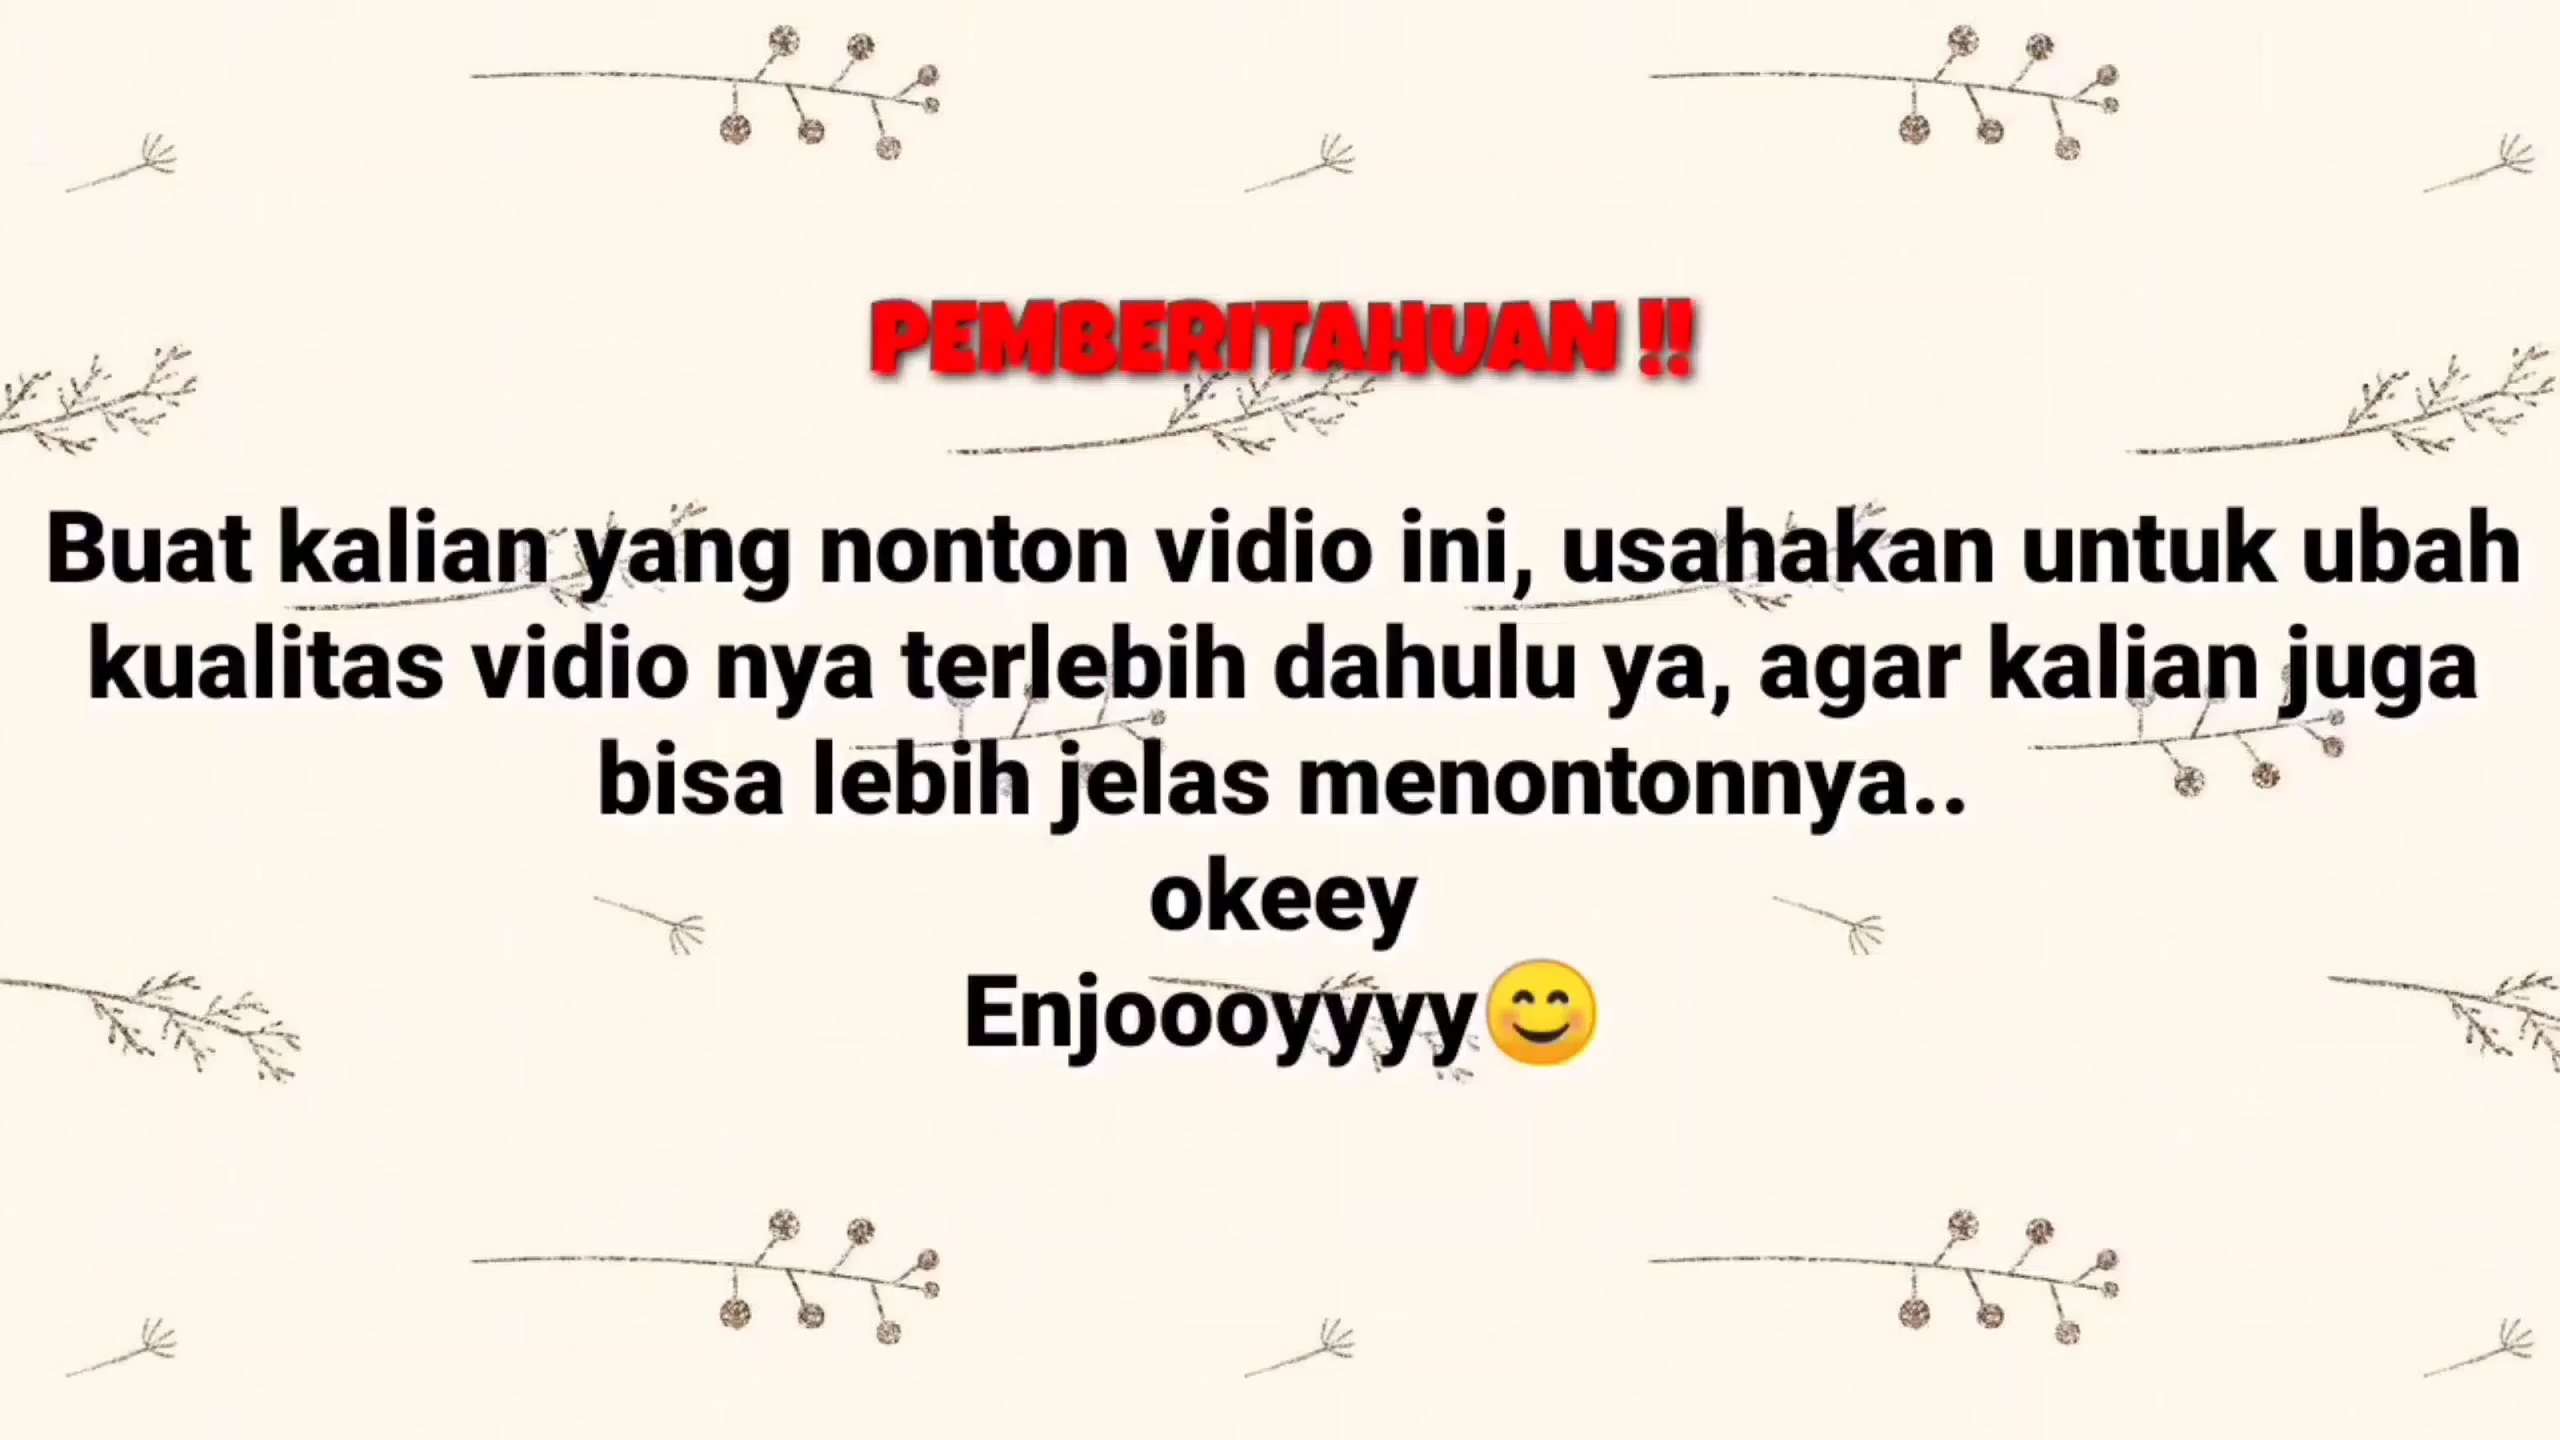 PEMBERITAHUAN !!
Buat kalian yang nonton vidio ini, usahakan untuk ubah
kualitas vidio nya terlebih dahulu ya, agar kalian juga
bisa lebih jelas menontonnya..
okeey
Enjoooyyyy😊